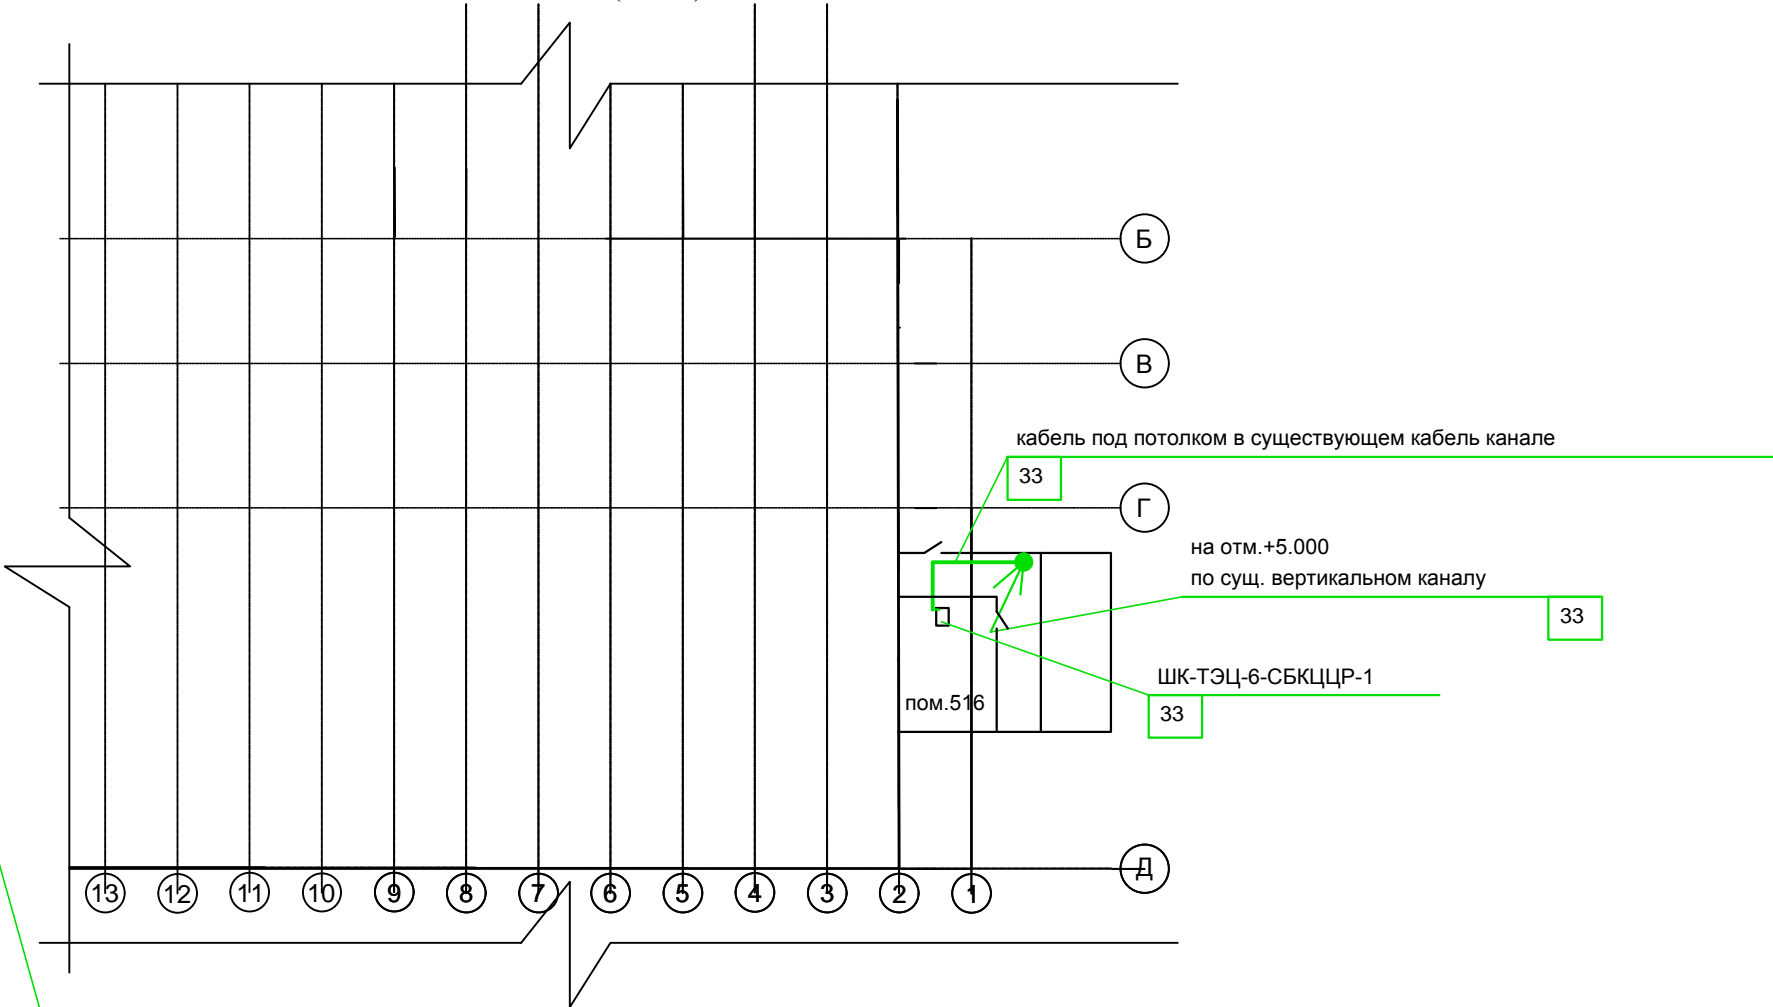 Б
В
кабель под потолком в существующем кабель канале
33
Г
на отм.+5.000
по сущ. вертикальном каналу
33
ШК-ТЭЦ-6-СБКЦЦР-1
33
пом.516
Д
13 12 11 10 9 8 7 6 5 4 3 2 1